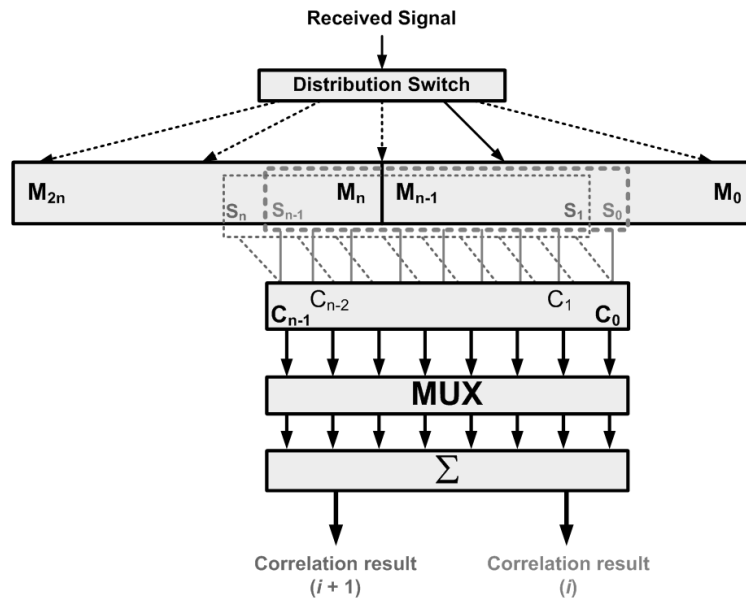 Received Signal
Distribution Switch
M2n Mn Mn-1 M0
Sn Sn-1 S1 S0
Cn-2 C1
Cn-1 C0
MUX
Σ
Correlation result Correlation result
(i + 1) (i)